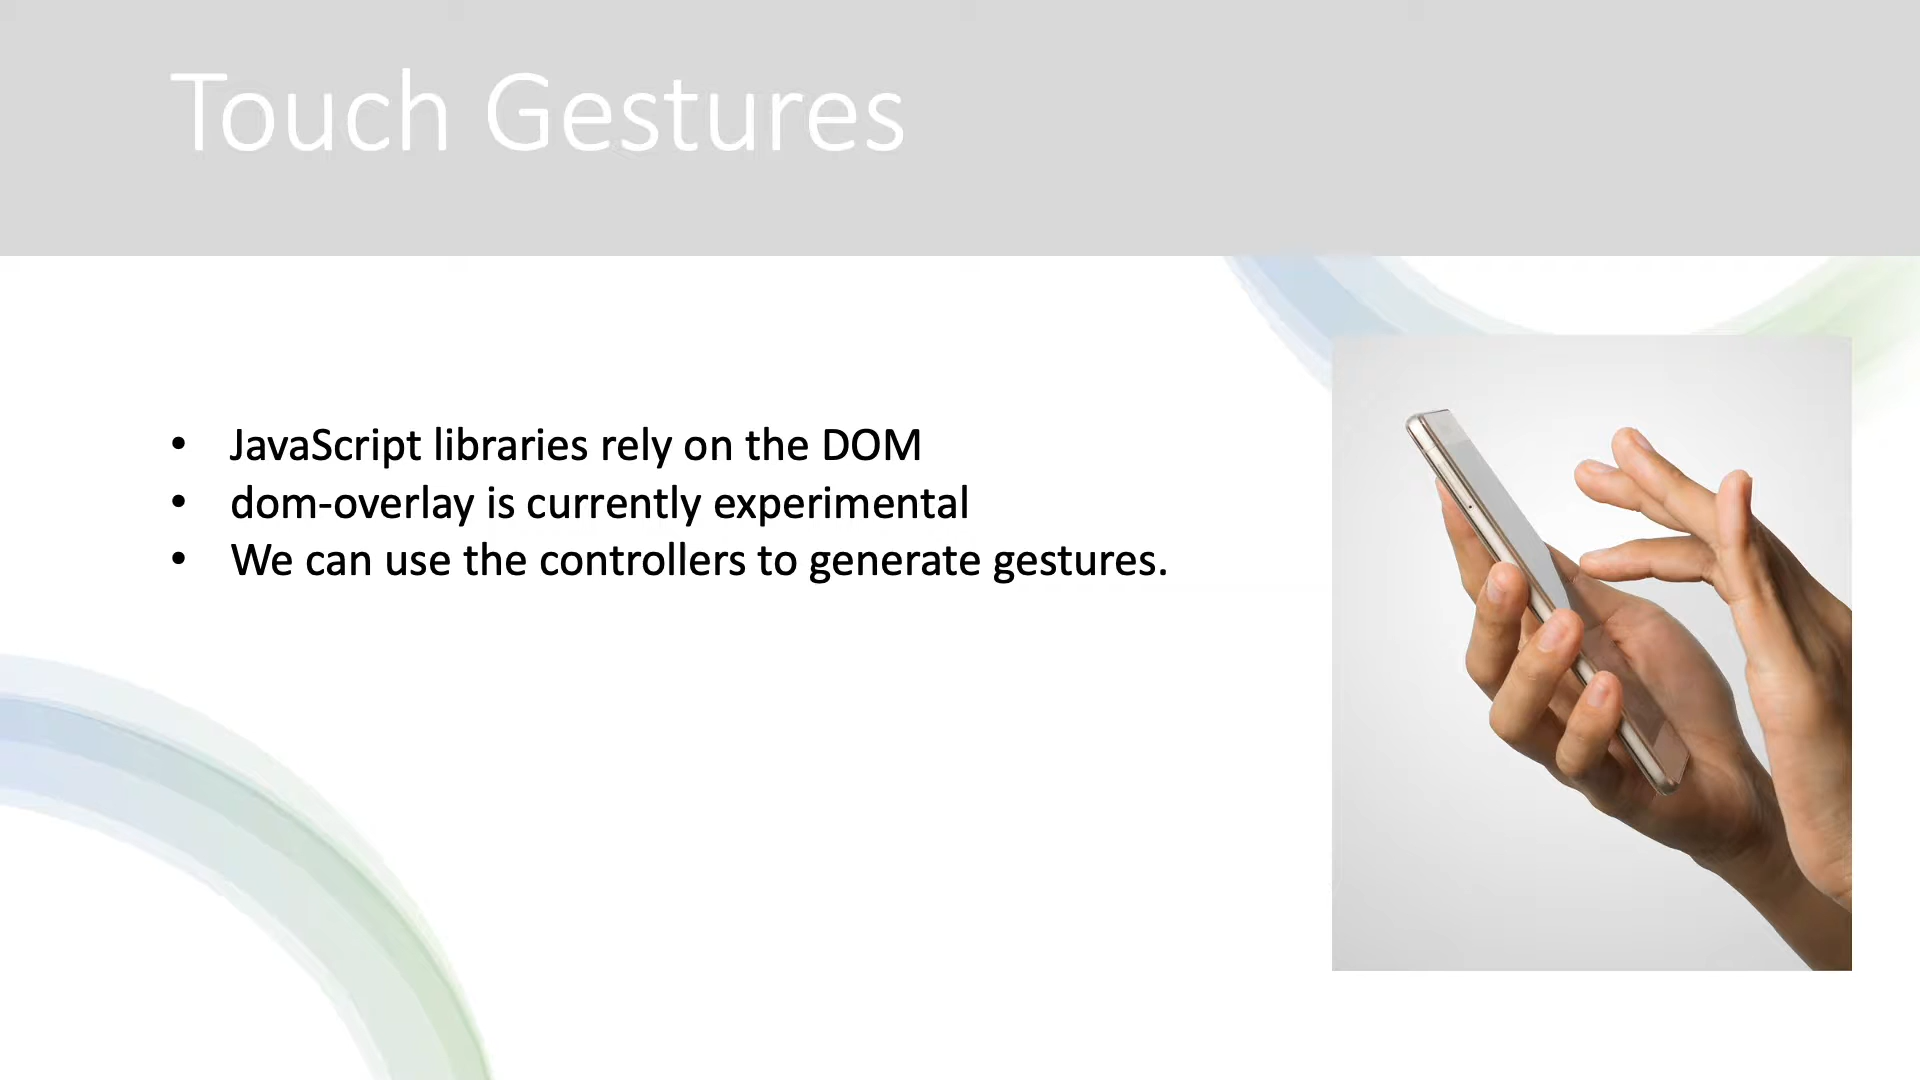 Touch Gestures
• JavaScript libraries rely on the DOM
• dom-overlay is currently experimental
• We can use the controllers to generate gestures.